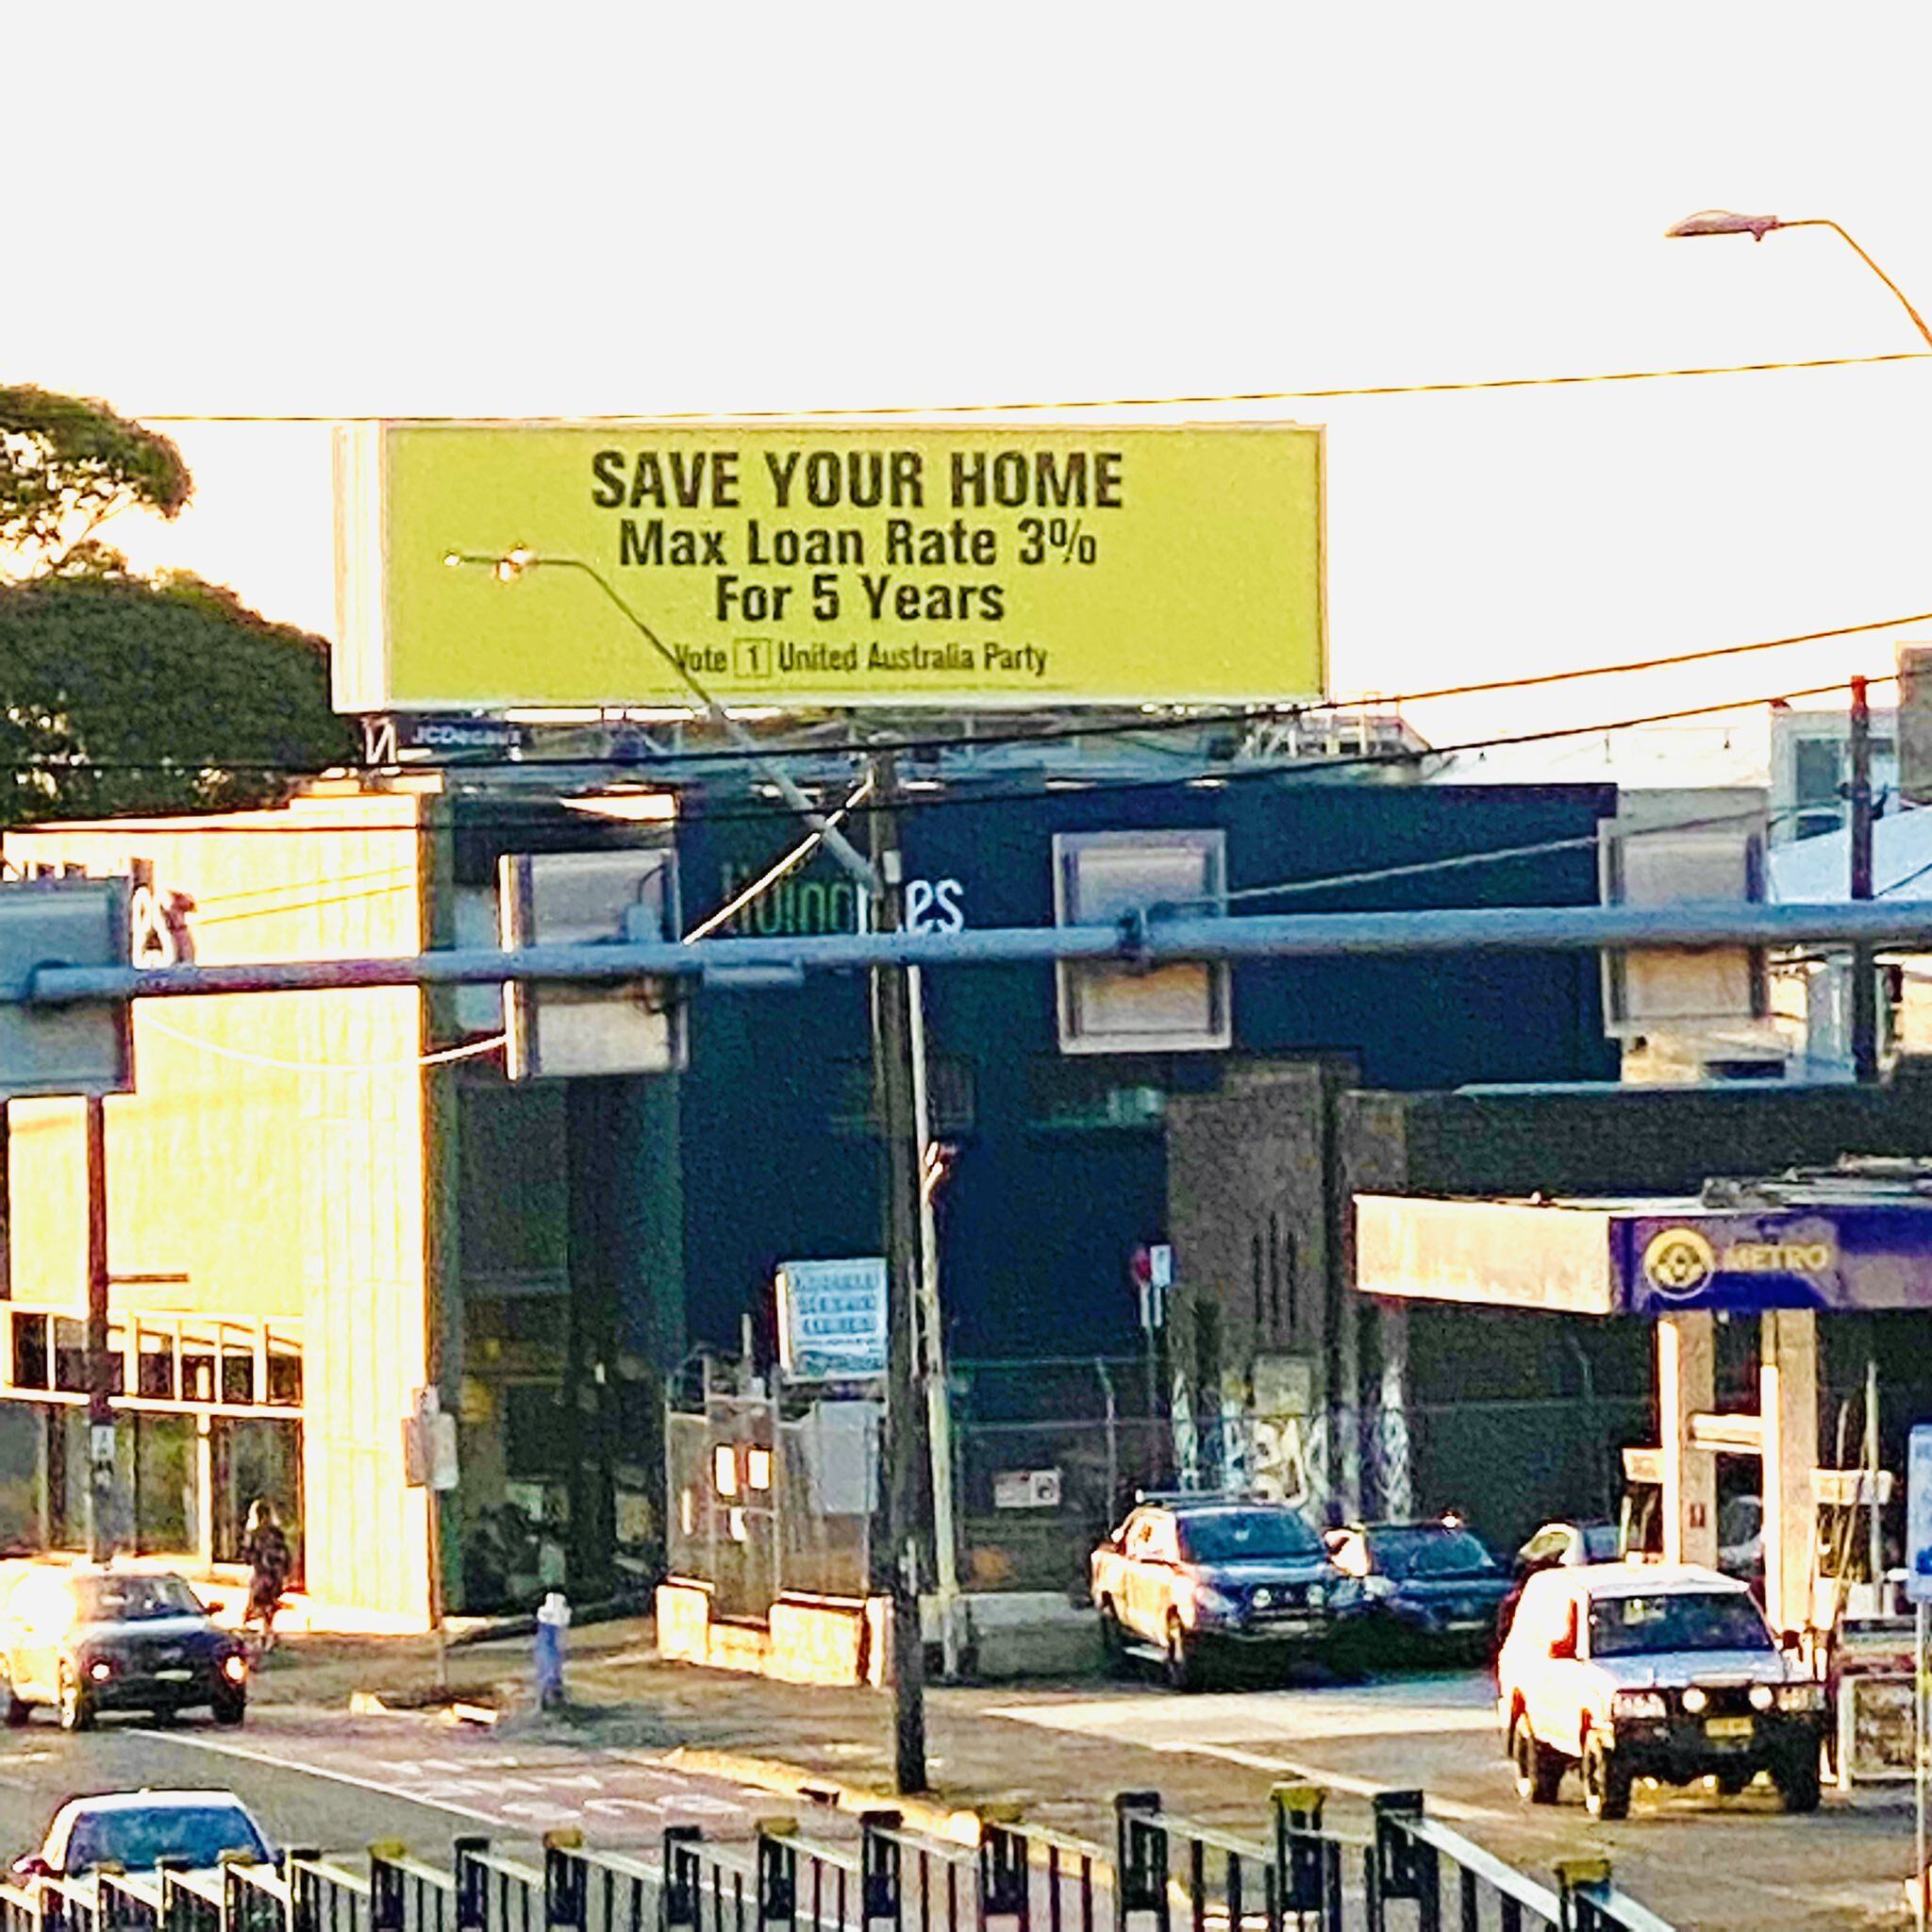 SAVE YOUR HOME
Max Loan Rate 3%
For 5 Years
Vote 1 United Australia Party
JCDecaux
METRO